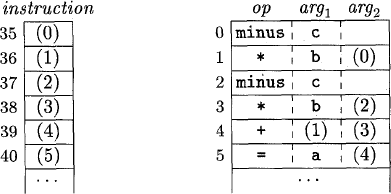 instruction op arg1 arg2
35 (0) 0 minus c
36 (1) 1 * b (0)
37 (2) 2 minus c
38 (3) 3 * b (2)
39 (4) 4 + (1) (3)
40 (5) 5 = a (4)
... ...